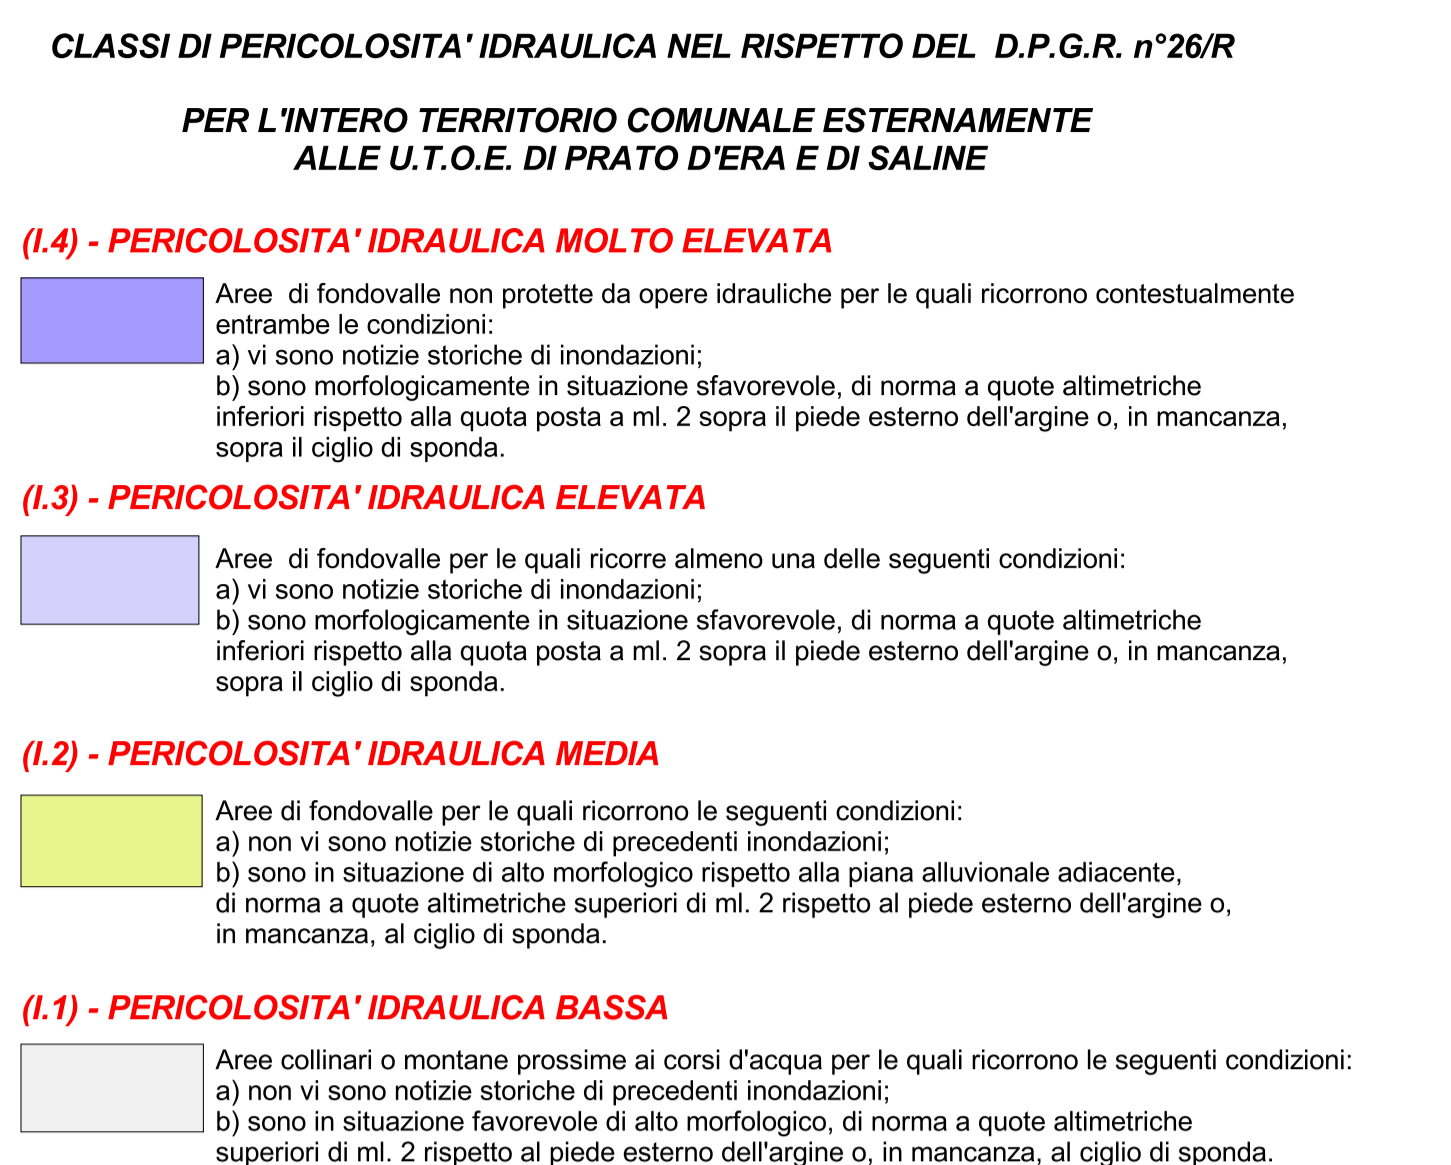 CLASSI DI PERICOLOSITA' IDRAULICA NEL RISPETTO DEL  D.P.G.R. n°26/R
PER L'INTERO TERRITORIO COMUNALE ESTERNAMENTE
ALLE U.T.O.E. DI PRATO D'ERA E DI SALINE
(I.4) - PERICOLOSITA' IDRAULICA MOLTO ELEVATA
Aree  di fondovalle non protette da opere idrauliche per le quali ricorrono contestualmente
entrambe le condizioni:
a) vi sono notizie storiche di inondazioni;
b) sono morfologicamente in situazione sfavorevole, di norma a quote altimetriche
inferiori rispetto alla quota posta a ml. 2 sopra il piede esterno dell'argine o, in mancanza,
sopra il ciglio di sponda.
(I.3) - PERICOLOSITA' IDRAULICA ELEVATA
Aree  di fondovalle per le quali ricorre almeno una delle seguenti condizioni:
a) vi sono notizie storiche di inondazioni;
b) sono morfologicamente in situazione sfavorevole, di norma a quote altimetriche
inferiori rispetto alla quota posta a ml. 2 sopra il piede esterno dell'argine o, in mancanza,
sopra il ciglio di sponda.
(I.2) - PERICOLOSITA' IDRAULICA MEDIA
Aree di fondovalle per le quali ricorrono le seguenti condizioni:
a) non vi sono notizie storiche di precedenti inondazioni;
b) sono in situazione di alto morfologico rispetto alla piana alluvionale adiacente,
di norma a quote altimetriche superiori di ml. 2 rispetto al piede esterno dell'argine o,
in mancanza, al ciglio di sponda.
(I.1) - PERICOLOSITA' IDRAULICA BASSA
Aree collinari o montane prossime ai corsi d'acqua per le quali ricorrono le seguenti condizioni:
a) non vi sono notizie storiche di precedenti inondazioni;
b) sono in situazione favorevole di alto morfologico, di norma a quote altimetriche
superiori di ml. 2 rispetto al piede esterno dell'argine o, in mancanza, al ciglio di sponda.